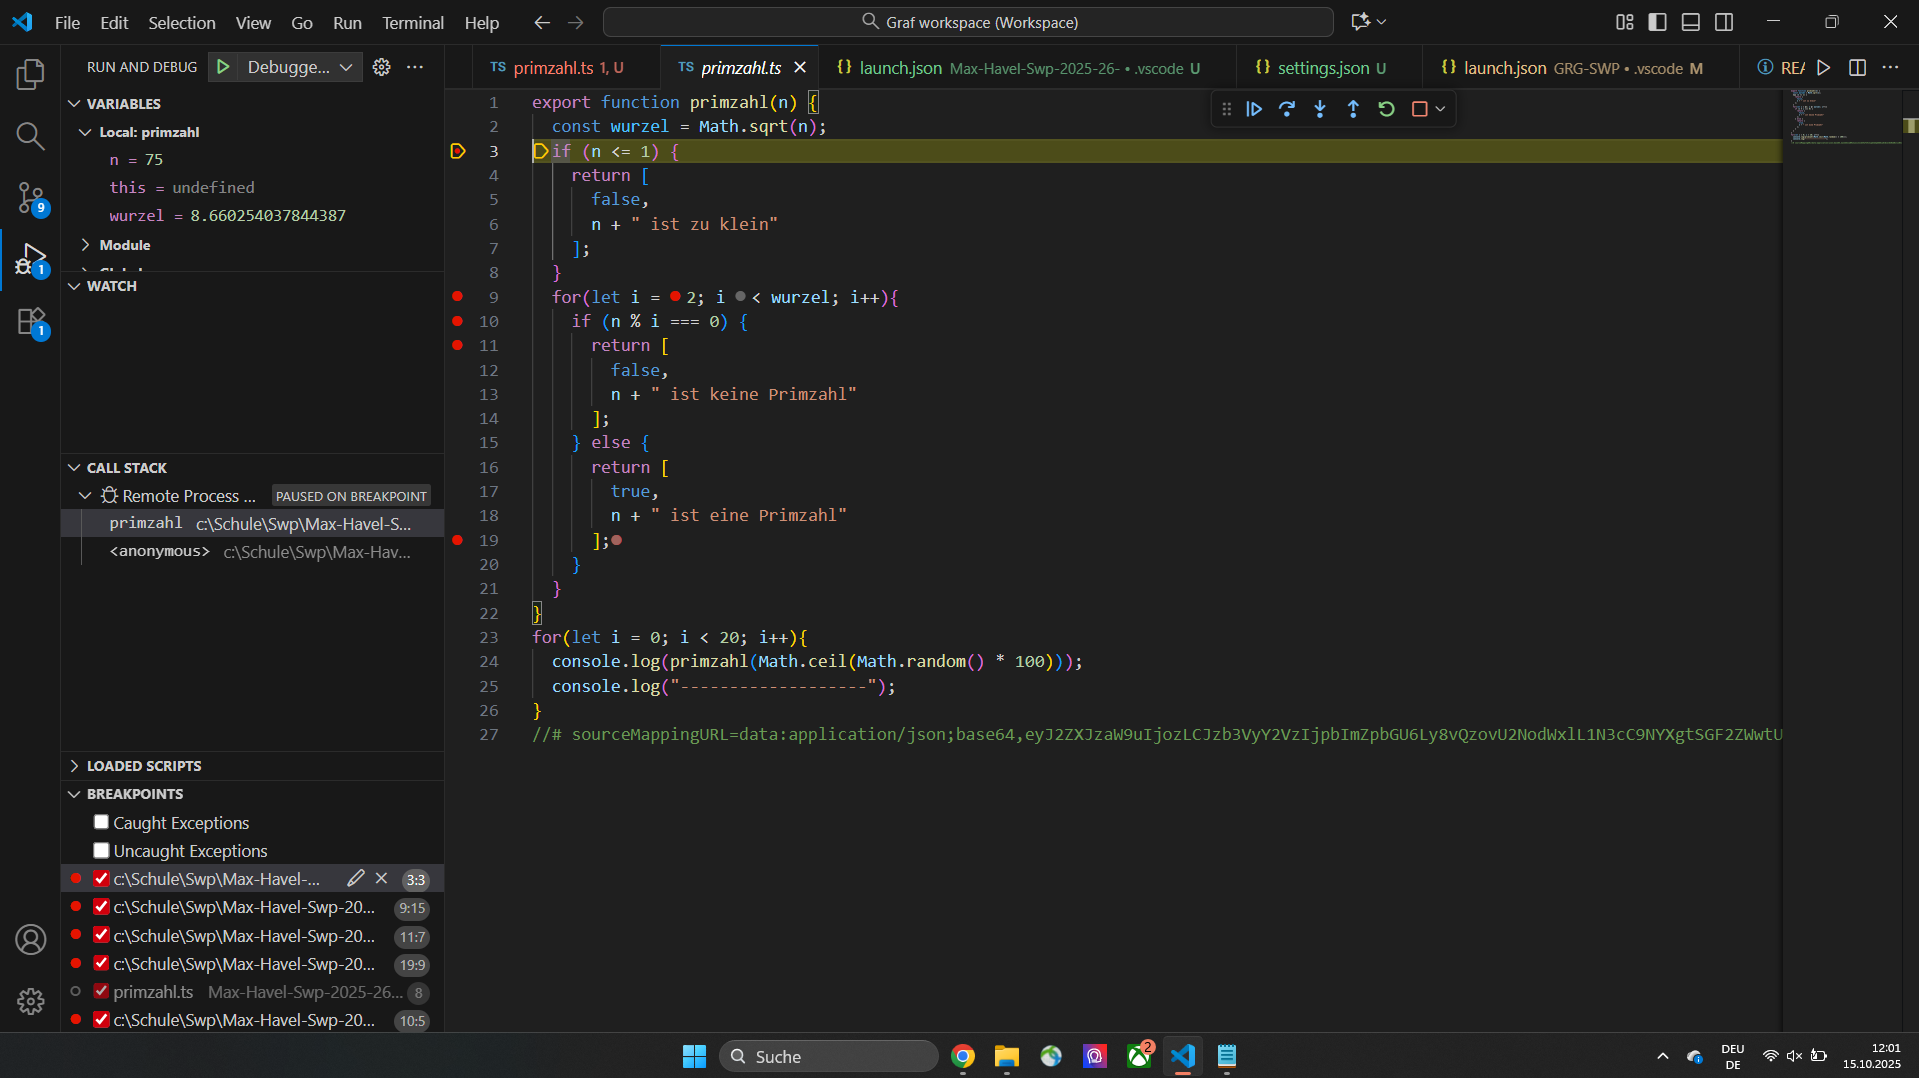 File Edit Selection View Go Run Terminal Help
Graf workspace (Workspace)
RUN AND DEBUG Debugge...
TS primzahl.ts 1, U
TS primzahl.ts
{} launch.json Max-Havel-Swp-2025-26- • .vscode U
{} settings.json U
{} launch.json GRG-SWP • .vscode M
REA
VARIABLES
Local: primzahl
n = 75
this = undefined
wurzel = 8.660254037844387
Module
WATCH
CALL STACK
Remote Process ... PAUSED ON BREAKPOINT
primzahl c:\Schule\Swp\Max-Havel-S...
<anonymous> c:\Schule\Swp\Max-Hav...
LOADED SCRIPTS
BREAKPOINTS
Caught Exceptions
Uncaught Exceptions
c:\Schule\Swp\Max-Havel-... 3:3
c:\Schule\Swp\Max-Havel-Swp-20... 9:15
c:\Schule\Swp\Max-Havel-Swp-20... 11:7
c:\Schule\Swp\Max-Havel-Swp-20... 19:9
primzahl.ts Max-Havel-Swp-2025-26... 8
c:\Schule\Swp\Max-Havel-Swp-20... 10:5
9
1
1
1 export function primzahl(n) {
2 const wurzel = Math.sqrt(n);
3 if (n <= 1) {
4 return [
5 false,
6 n + " ist zu klein"
7 ];
8 }
9 for(let i = 2; i < wurzel; i++){
10 if (n % i === 0) {
11 return [
12 false,
13 n + " ist keine Primzahl"
14 ];
15 } else {
16 return [
17 true,
18 n + " ist eine Primzahl"
19 ];
20 }
21 }
22 }
23 for(let i = 0; i < 20; i++){
24 console.log(primzahl(Math.ceil(Math.random() * 100)));
25 console.log("-------------------");
26 }
27 //# sourceMappingURL=data:application/json;base64,eyJ2ZXJzaW9uIjozLCJzb3VyY2VzIjpbImZpbGU6Ly8vQzovU2NodWxlL1N3cC9NYXgtSGF2ZWwtU
Suche
2
DEU
DE
12:01
15.10.2025